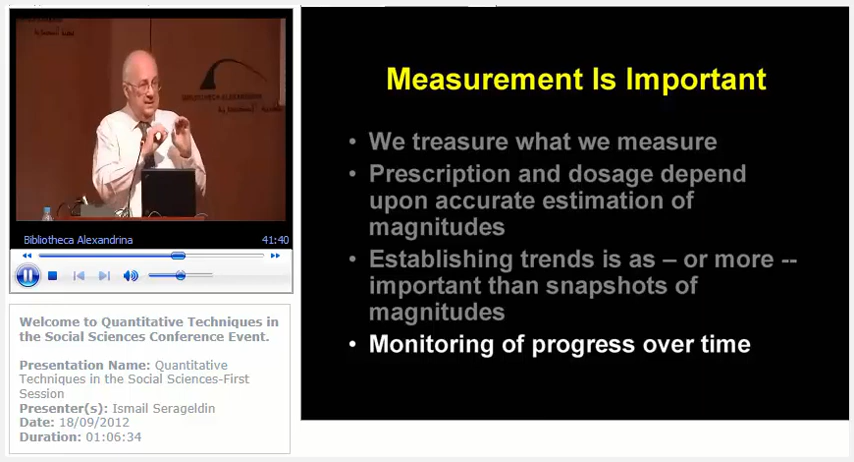 BIBLIOTHECA ALEXANDRINA
Bibliotheca Alexandrina 41:40
Welcome to Quantitative Techniques in
the Social Sciences Conference Event.
Presentation Name: Quantitative
Techniques in the Social Sciences-First
Session
Presenter(s): Ismail Serageldin
Date: 18/09/2012
Duration: 01:06:34
Measurement Is Important
• We treasure what we measure
• Prescription and dosage depend
upon accurate estimation of
magnitudes
• Establishing trends is as – or more --
important than snapshots of
magnitudes
• Monitoring of progress over time